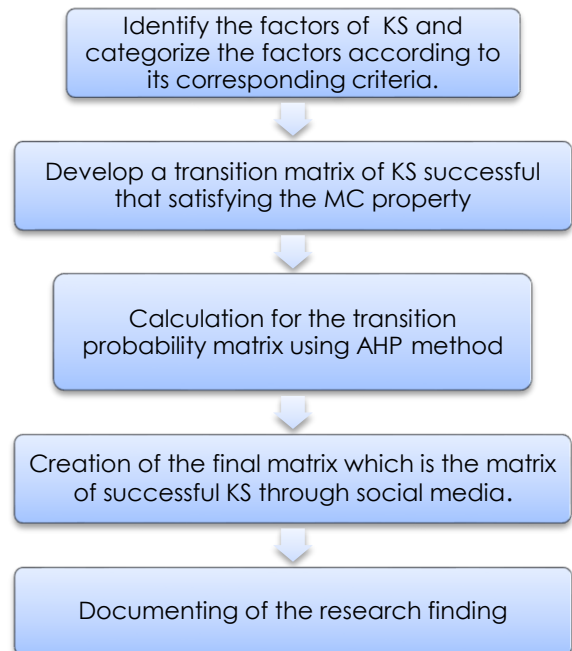 Identify the factors of KS and
categorize the factors according to
its corresponding criteria.
Develop a transition matrix of KS successful
that satisfying the MC property
Calculation for the transition
probability matrix using AHP method
Creation of the final matrix which is the matrix
of successful KS through social media.
Documenting of the research finding